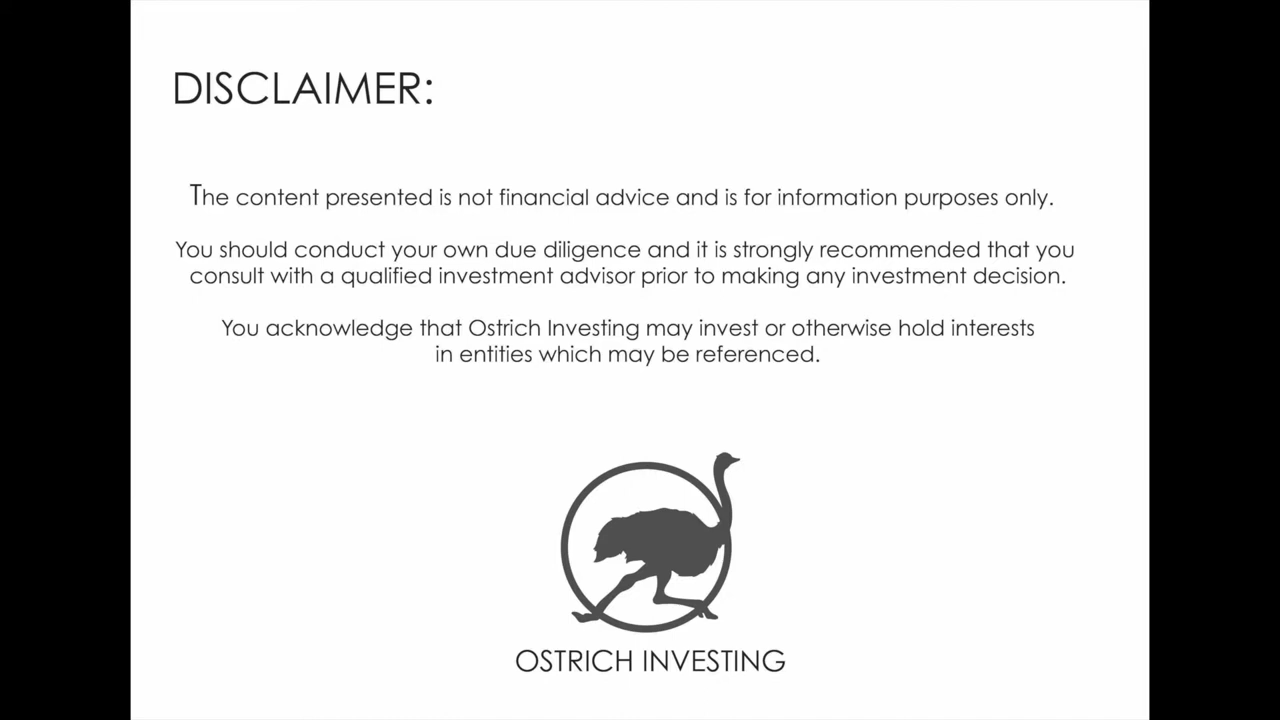 DISCLAIMER:
The content presented is not financial advice and is for information purposes only.
You should conduct your own due diligence and it is strongly recommended that you
consult with a qualified investment advisor prior to making any investment decision.
You acknowledge that Ostrich Investing may invest or otherwise hold interests
in entities which may be referenced.
OSTRICH INVESTING